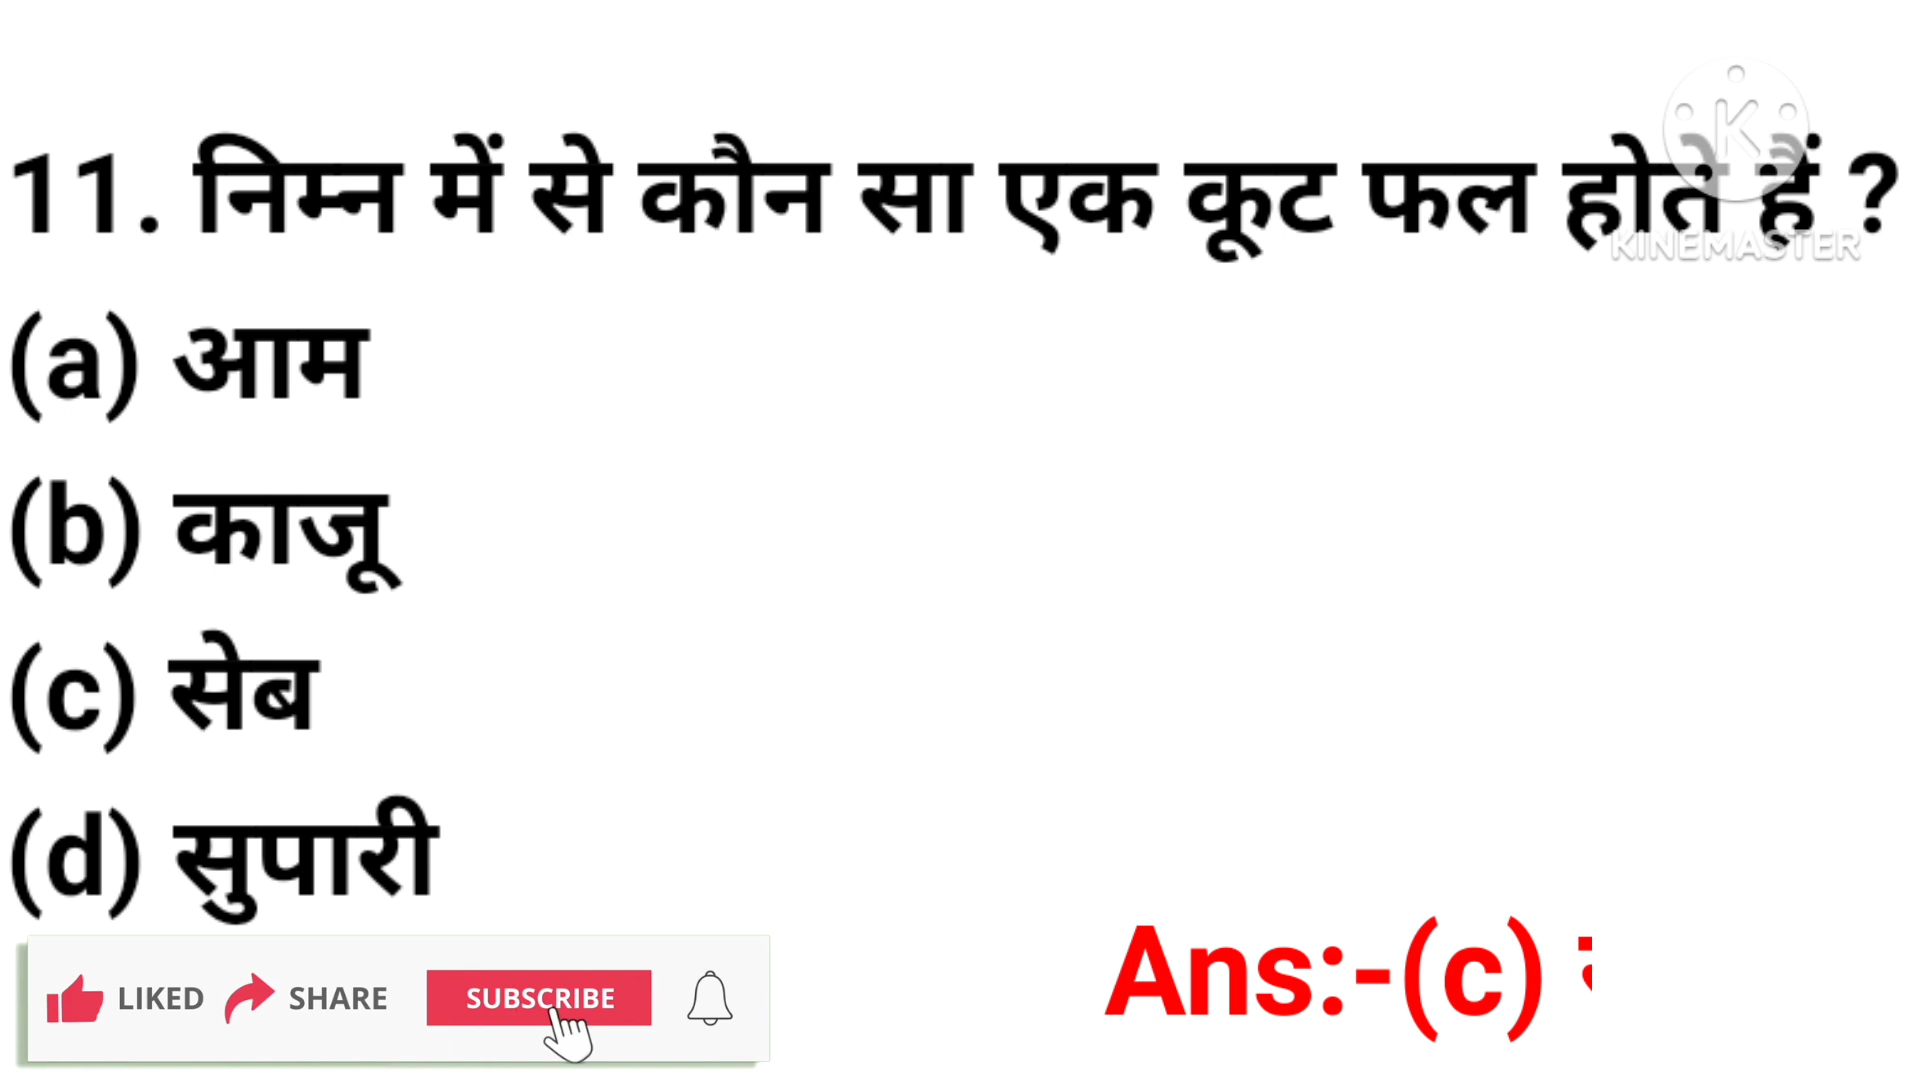 11. निम्न में से कौन सा एक कूट फल होते हैं ?
K
KINEMASTER
(a) आम
(b) काजू
(c) सेब
(d) सुपारी
Ans:-(c)
LIKED SHARE SUBSCRIBE